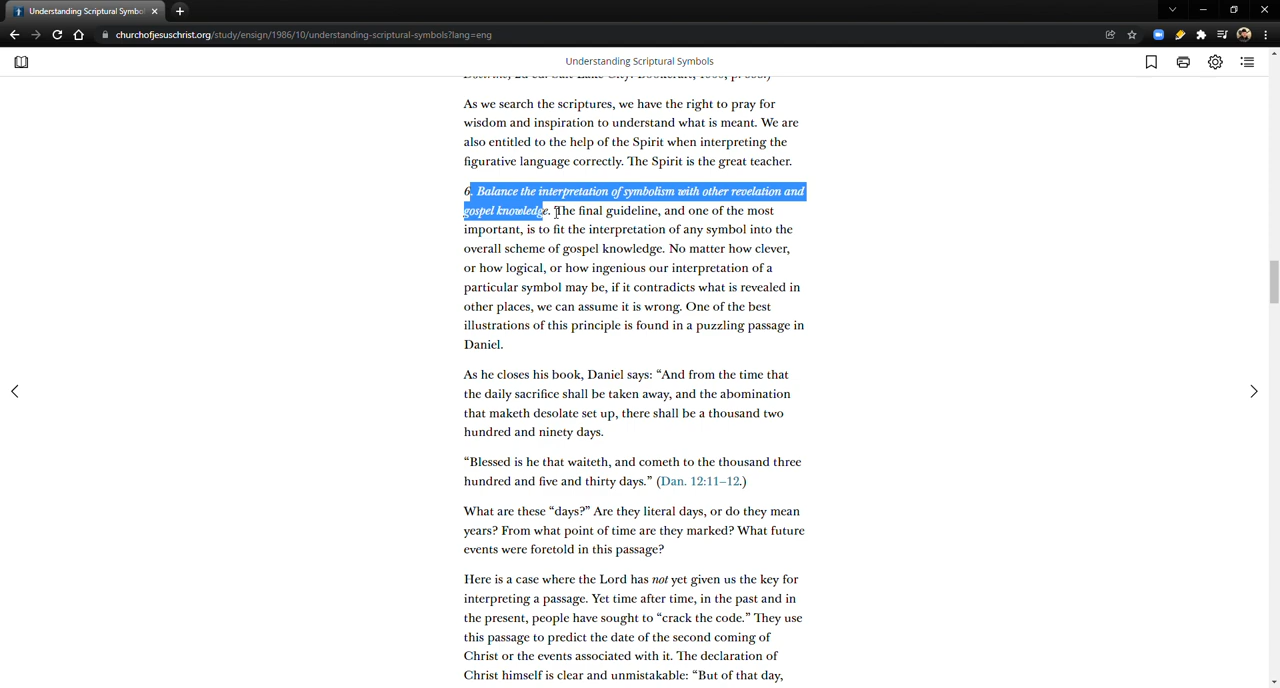 Understanding Scriptural Symbo
churchofjesuschrist.org/study/ensign/1986/10/understanding-scriptural-symbols?lang=eng
Understanding Scriptural Symbols
As we search the scriptures, we have the right to pray for
wisdom and inspiration to understand what is meant. We are
also entitled to the help of the Spirit when interpreting the
figurative language correctly. The Spirit is the great teacher.
6. Balance the interpretation of symbolism with other revelation and
gospel knowledge. The final guideline, and one of the most
important, is to fit the interpretation of any symbol into the
overall scheme of gospel knowledge. No matter how clever,
or how logical, or how ingenious our interpretation of a
particular symbol may be, if it contradicts what is revealed in
other places, we can assume it is wrong. One of the best
illustrations of this principle is found in a puzzling passage in
Daniel.
As he closes his book, Daniel says: “And from the time that
the daily sacrifice shall be taken away, and the abomination
that maketh desolate set up, there shall be a thousand two
hundred and ninety days.
“Blessed is he that waiteth, and cometh to the thousand three
hundred and five and thirty days.” (Dan. 12:11–12.)
What are these “days?” Are they literal days, or do they mean
years? From what point of time are they marked? What future
events were foretold in this passage?
Here is a case where the Lord has not yet given us the key for
interpreting a passage. Yet time after time, in the past and in
the present, people have sought to “crack the code.” They use
this passage to predict the date of the second coming of
Christ or the events associated with it. The declaration of
Christ himself is clear and unmistakable: “But of that day,